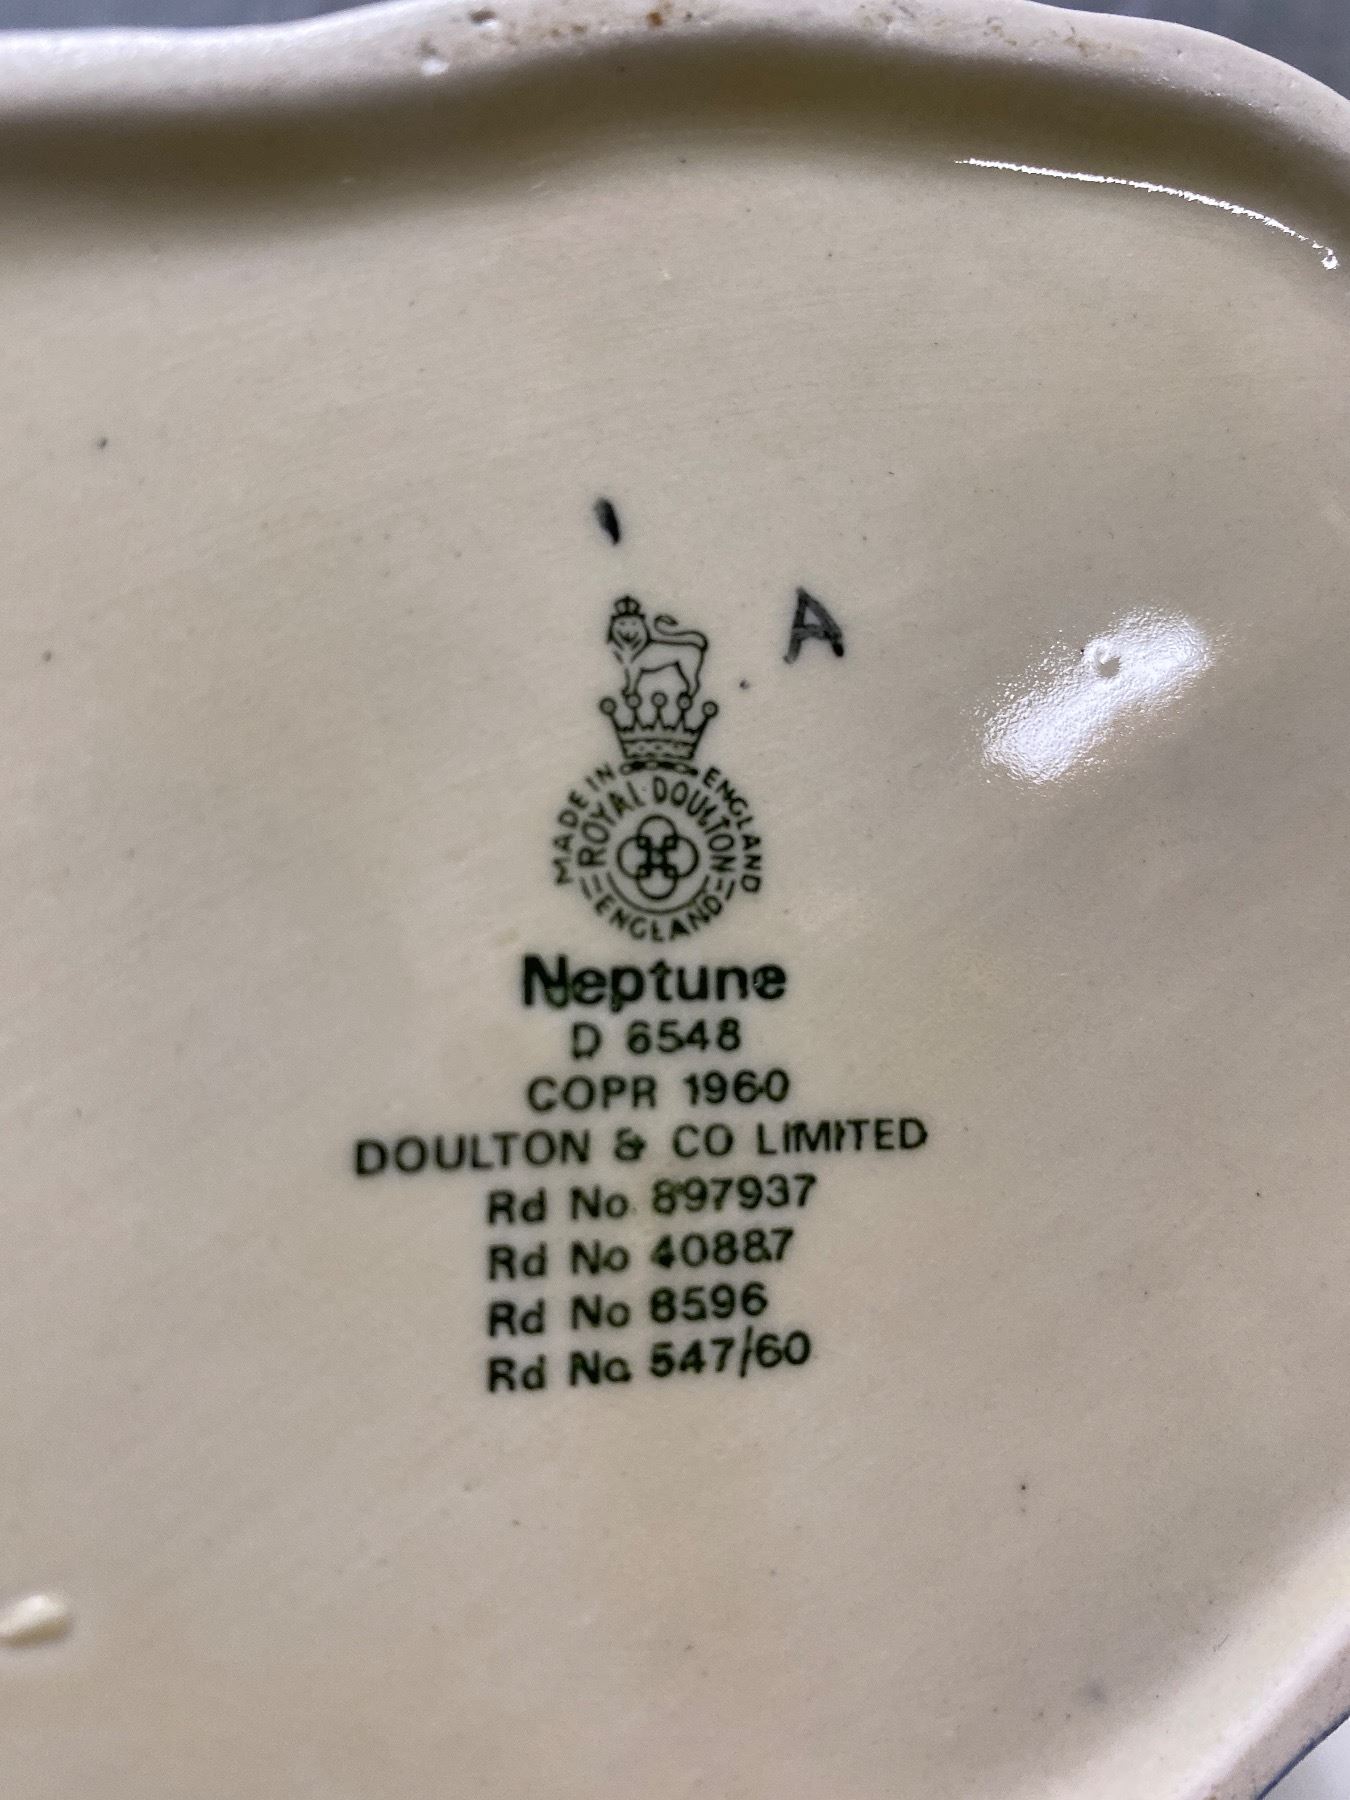 A
MADE IN ENGLAND
ROYAL DOULTON
ENGLAND
Neptune
D 6548
COPR 1960
DOULTON & CO LIMITED
Rd No 897937
Rd No 40887
Rd No 8596
Rd No 547/60